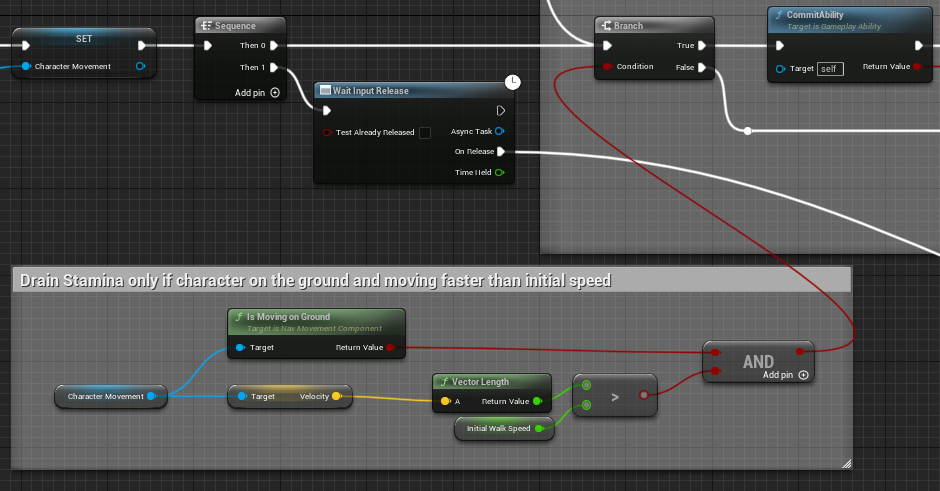 SET
Character Movement
Sequence
Then 0
Then 1
Add pin
Wait Input Release
Test Already Released
Async Task
On Release
Time Held
Branch
True
Condition
False
CommitAbility
Target is Gameplay Ability
Target self
Return Value
Drain Stamina only if character on the ground and moving faster than initial speed
Is Moving on Ground
Target is Nav Movement Component
Target Return Value
Character Movement
Target Velocity
Vector Length
A Return Value
Initial Walk Speed
>
AND
Add pin